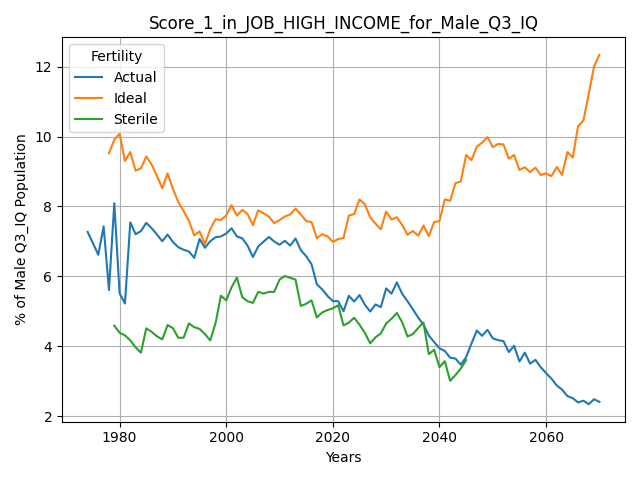 Score_1_in_JOB_HIGH_INCOME_for_Male_Q3_IQ
Fertility
Actual
Ideal
Sterile
% of Male Q3_IQ Population
12
10
8
6
4
2
1980
2000
2020
2040
2060
Years